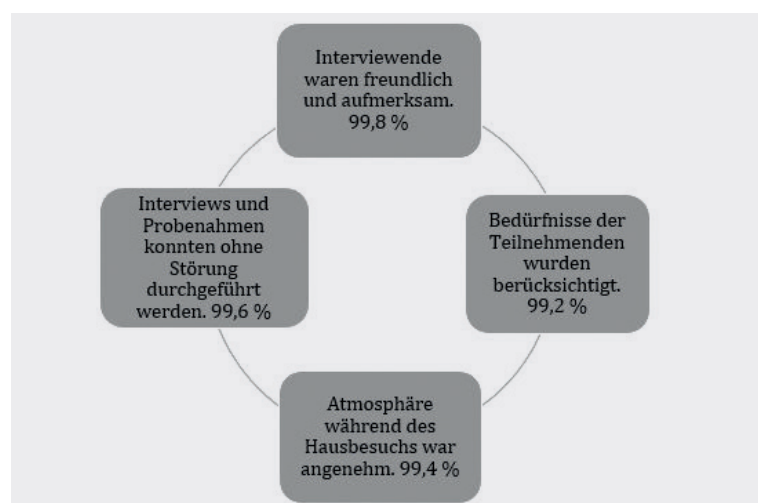 Interviewende
waren freundlich
und aufmerksam.
99,8 %
Interviews und
Probenahmen
konnten ohne
Störung
durchgeführt
werden. 99,6 %
Bedürfnisse der
Teilnehmenden
wurden
berücksichtigt.
99,2 %
Atmosphäre
während des
Hausbesuchs war
angenehm. 99,4 %